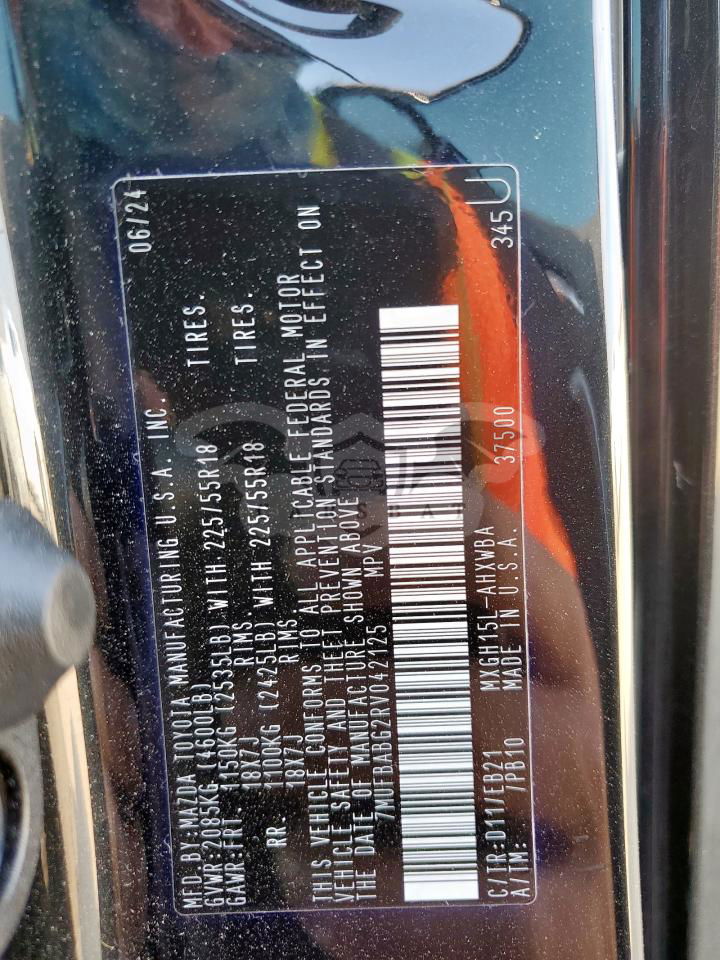 MFD.BY:MAZDA TOYOTA MANUFACTURING U.S.A. INC. 06/24
GVWR:2085KG (4600LB)
GAWR:FRT. 1150KG (2535LB) WITH 225/55R18 TIRES.
18X7J RIMS.
RR. 1100KG (2425LB) WITH 225/55R18 TIRES.
18X7J RIMS
THIS VEHICLE CONFORMS TO ALL APPLICABLE FEDERAL MOTOR
VEHICLE SAFETY AND THEFT PREVENTION STANDARDS IN EFFECT ON
THE DATE OF MANUFACTURE SHOWN ABOVE.
7MUFBABG2RV042125 MPV
C/TR:D11/EB21 MXGH15L-AHXWBA 345
A/TM: /PB10 MADE IN U.S.A. 37500